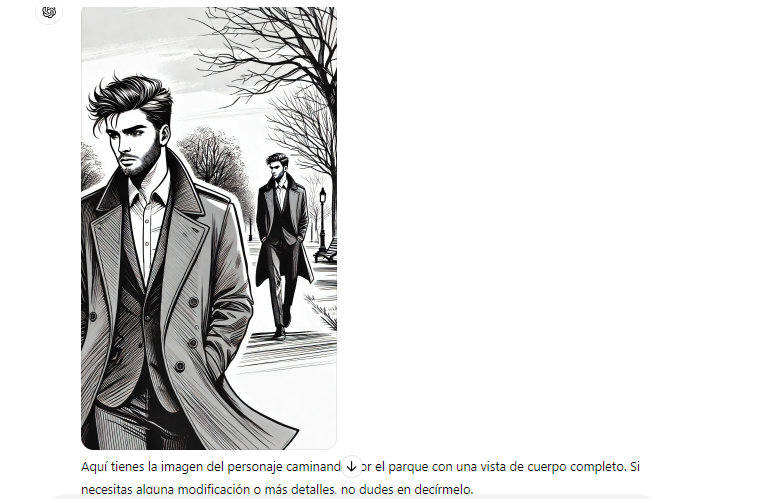 Aquí tienes la imagen del personaje caminand or el parque con una vista de cuerpo completo. Si
necesitas alguna modificación o más detalles, no dudes en decírmelo.